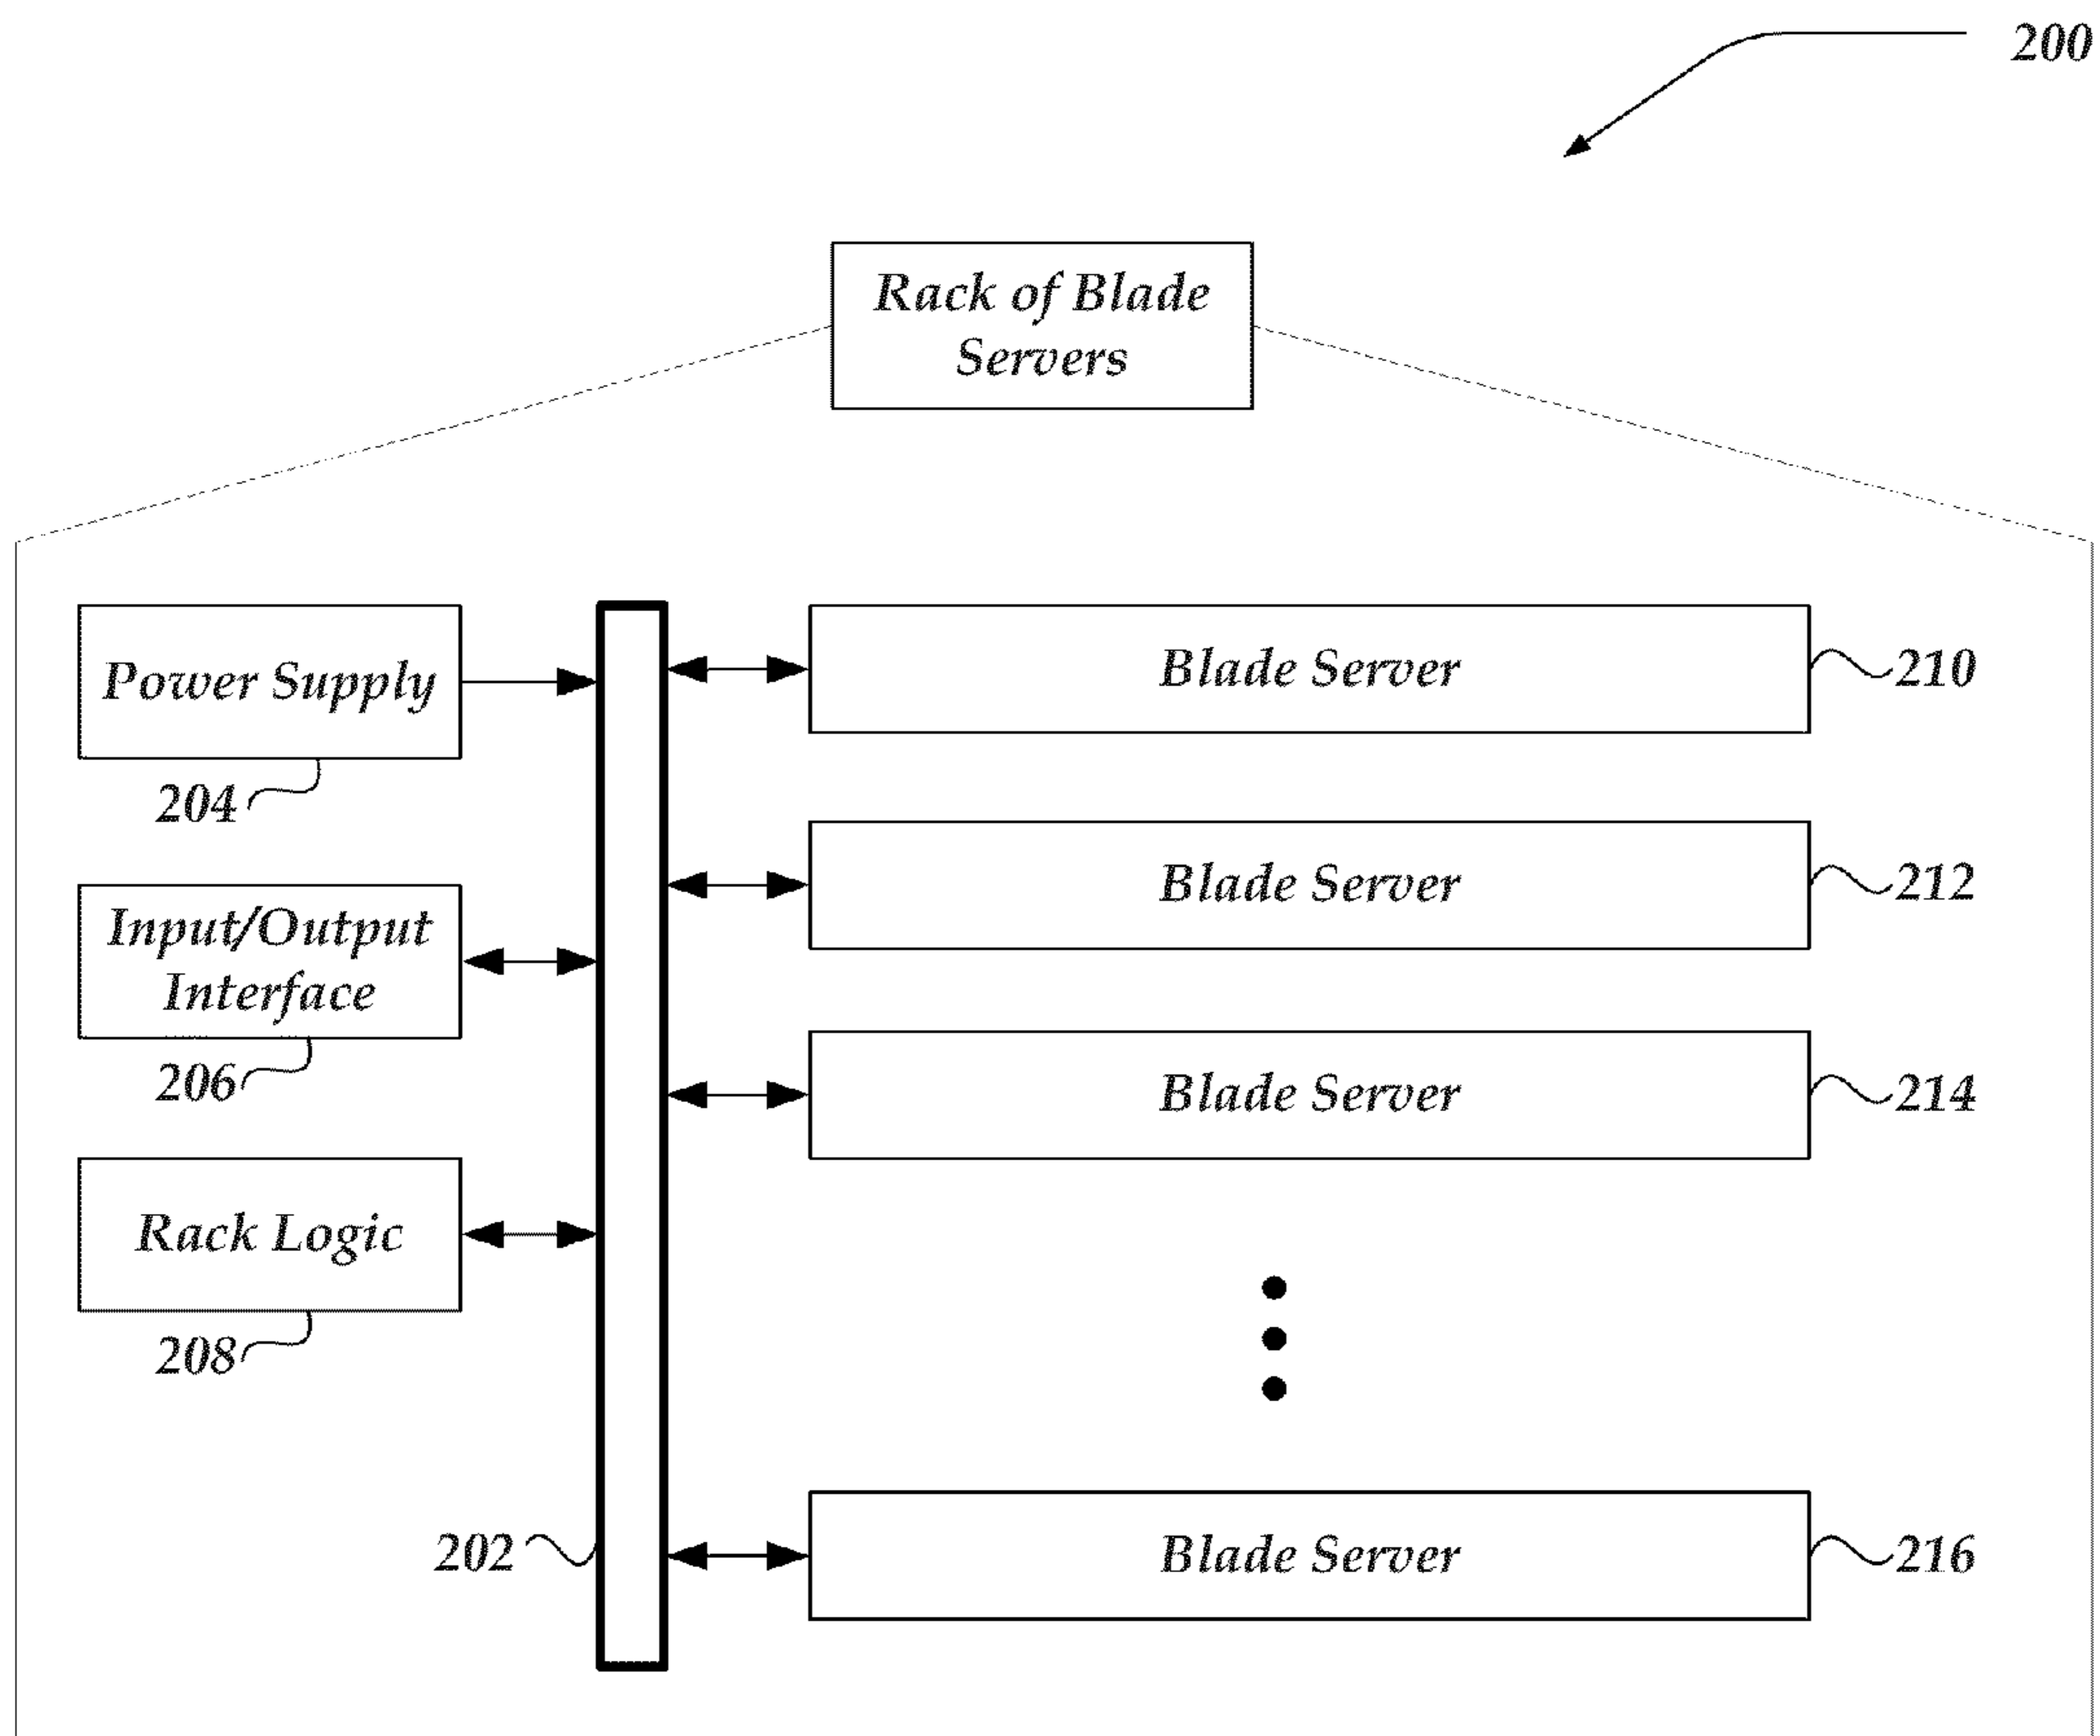 200
Rack of Blade
Servers
Power Supply
204
Input/Output
Interface
206
Rack Logic
208
202
Blade Server
210
Blade Server
212
Blade Server
214
Blade Server
216